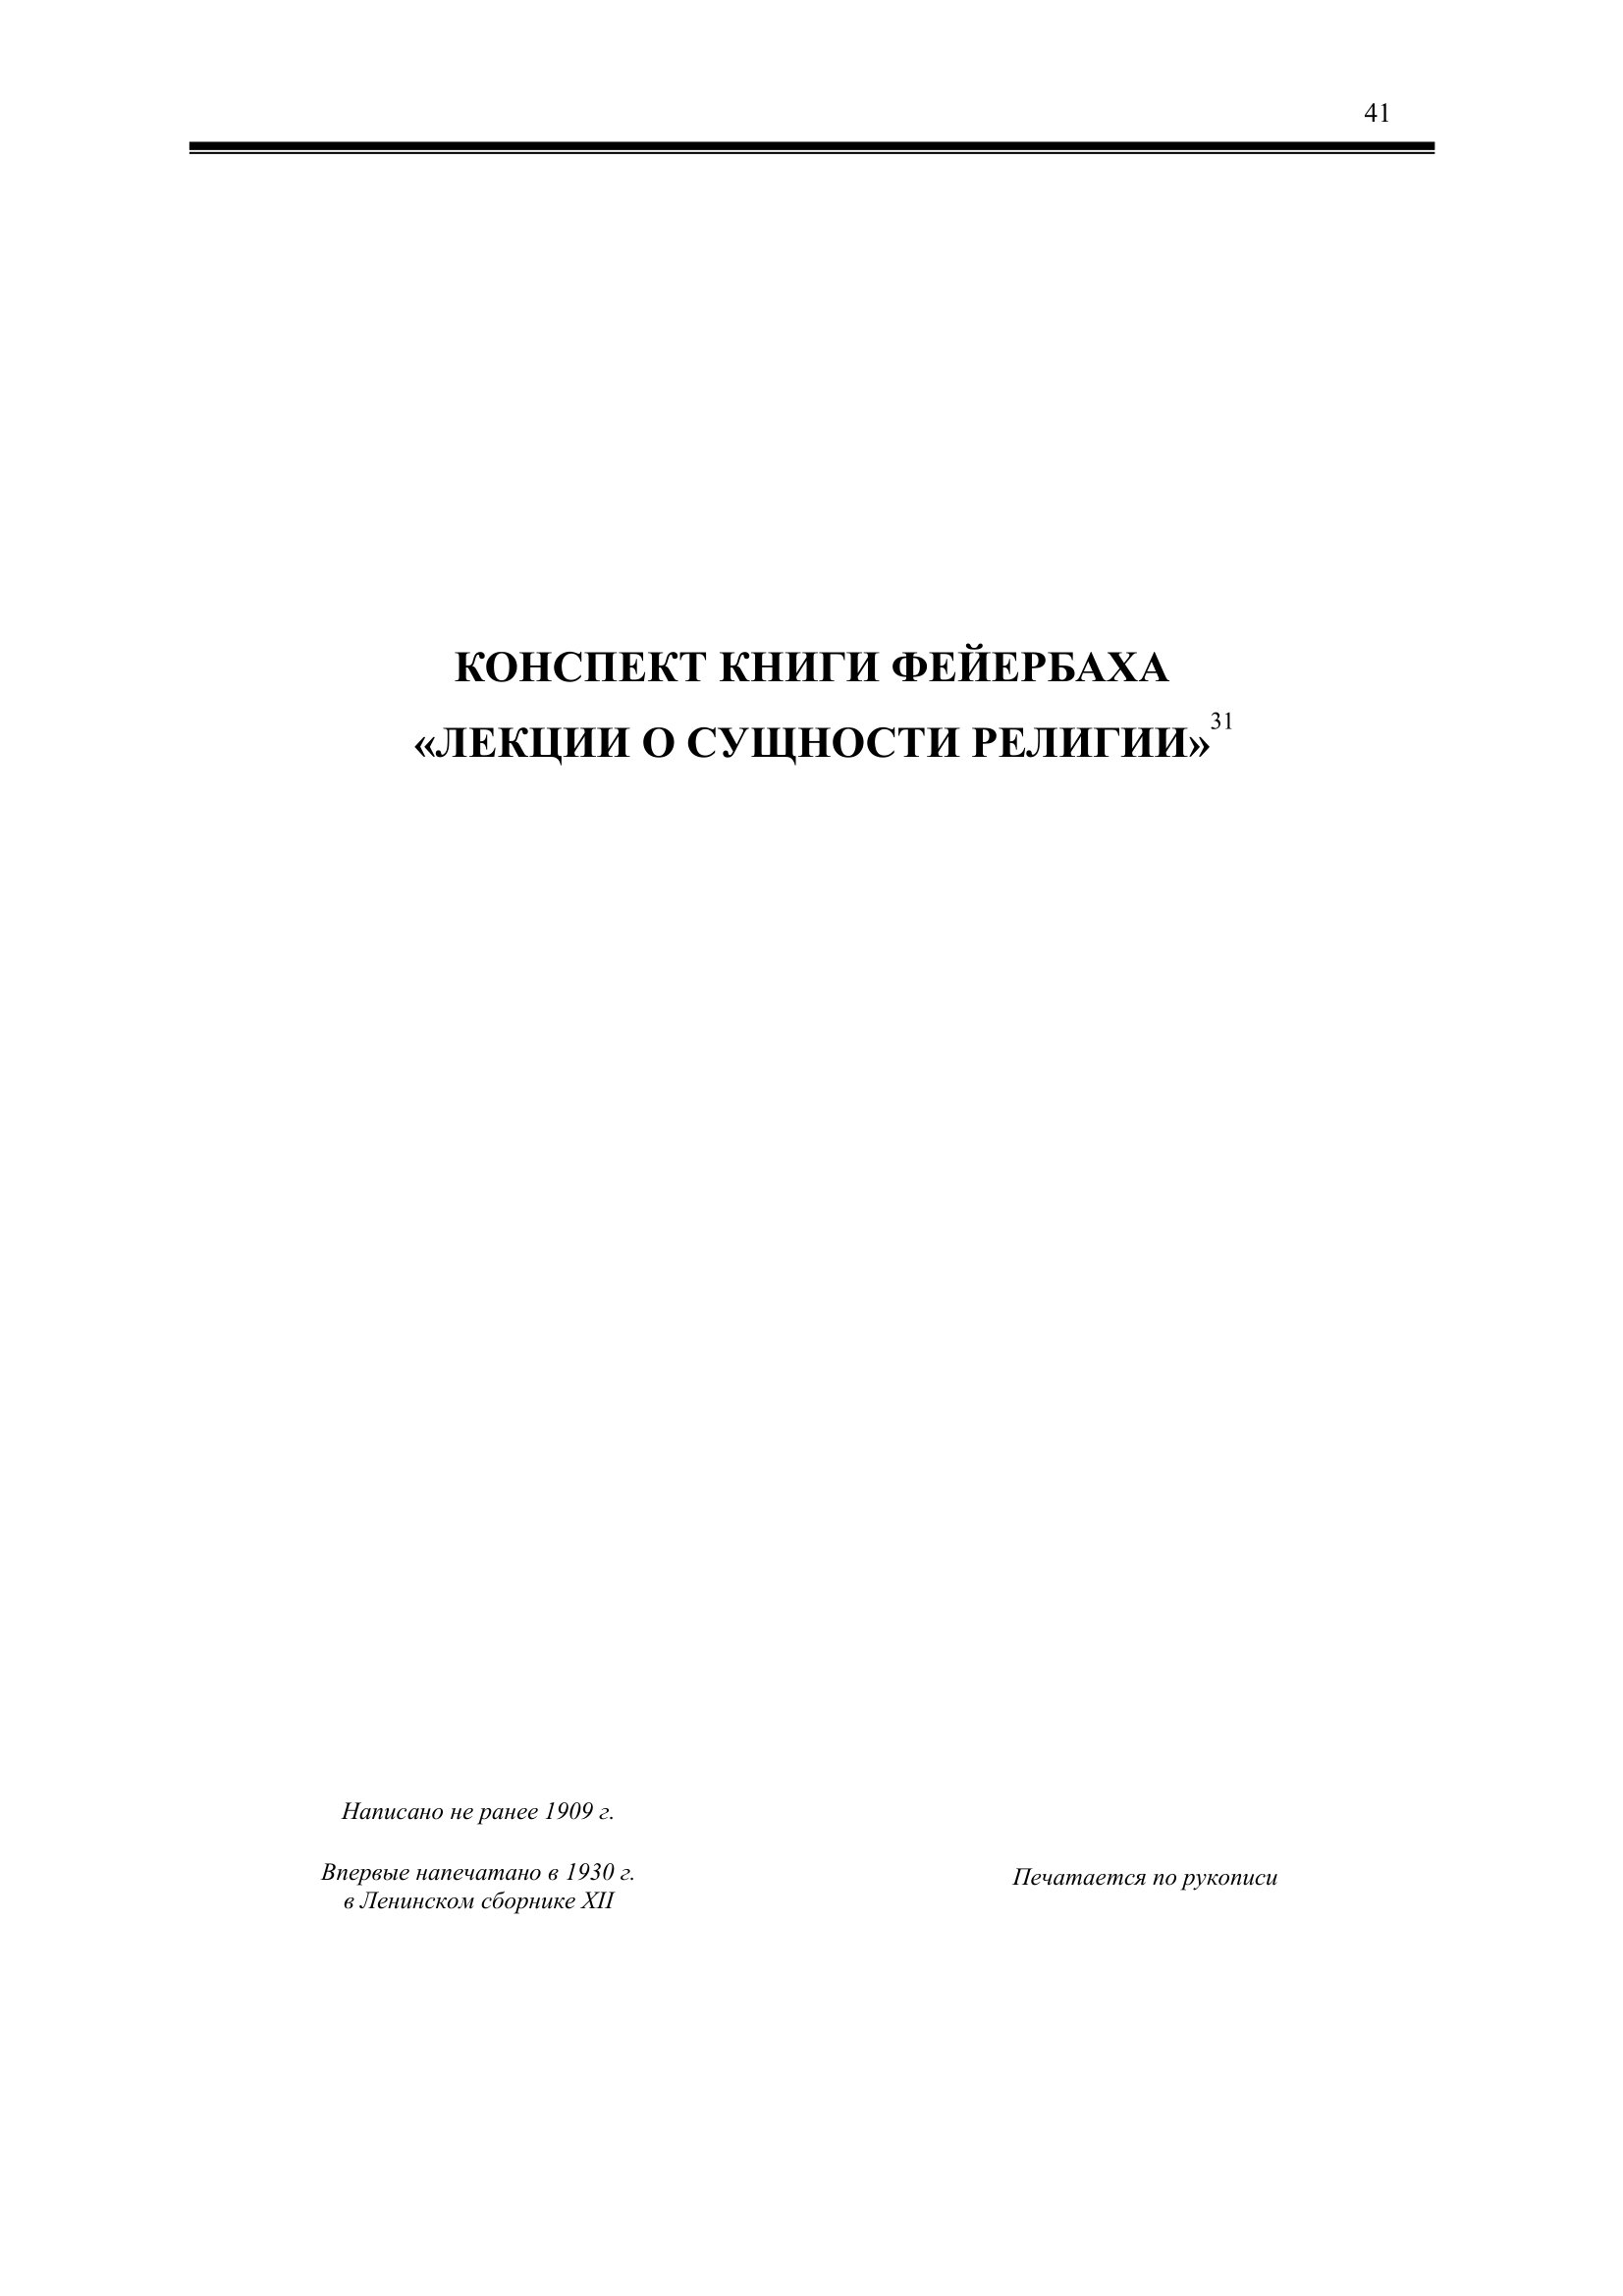 41
КОНСПЕКТ КНИГИ ФЕЙЕРБАХА
«ЛЕКЦИИ О СУЩНОСТИ РЕЛИГИИ»31
Написано не ранее 1909 г.
Впервые напечатано в 1930 г.
в Ленинском сборнике XII
Печатается по рукописи